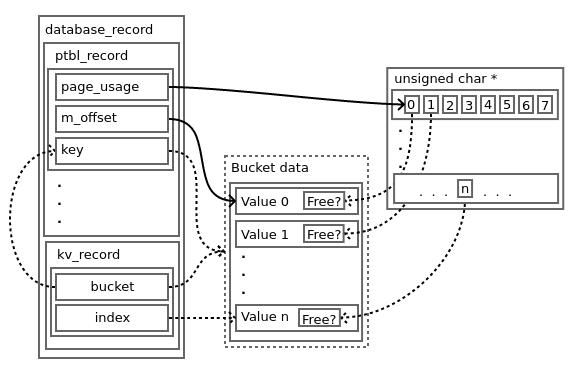 database_record
ptbl_record
page_usage
m_offset
key
.
.
.
kv_record
bucket
index
Bucket data
Value 0 Free?
Value 1 Free?
.
.
.
Value n Free?
unsigned char *
0 1 2 3 4 5 6 7
.
.
.
. . . n . . .